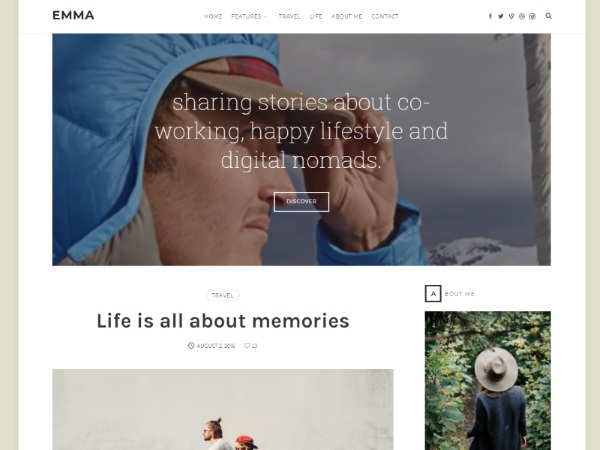 EMMA
HOME FEATURES TRAVEL LIFE ABOUT ME CONTACT
sharing stories about co-
working, happy lifestyle and
digital nomads.
DISCOVER
TRAVEL
Life is all about memories
AUGUST 2, 2016 23
A BOUT ME